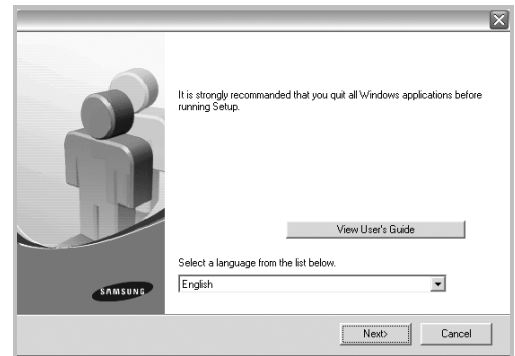 It is strongly recommanded that you quit all Windows applications before
running Setup.
View User's Guide
Select a language from the list below.
English
SAMSUNG
Next>
Cancel